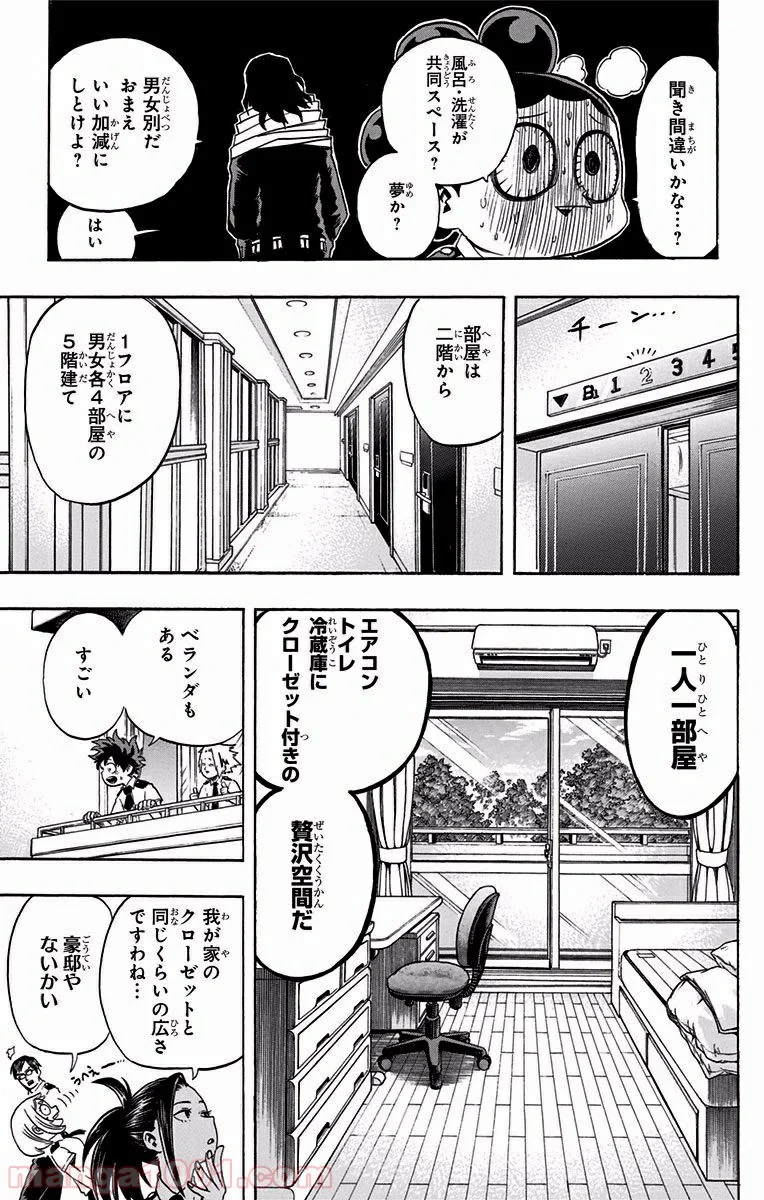 聞き間違いかな…?
風呂・洗濯が
共同スペース?
夢か?
男女別だ
おまえ
いい加減に
しとけよ?
はい
チーン…
▼ B1 1 2 3 4 5
部屋は
二階から
1フロアに
男女各4部屋の
5階建て
一人一部屋
エアコン
トイレ
冷蔵庫に
クローゼット付きの
贅沢空間だ
ベランダも
ある
すごい
我が家の
クローゼットと
同じくらいの広さ
ですわね…
豪邸や
ないかい
うへえー